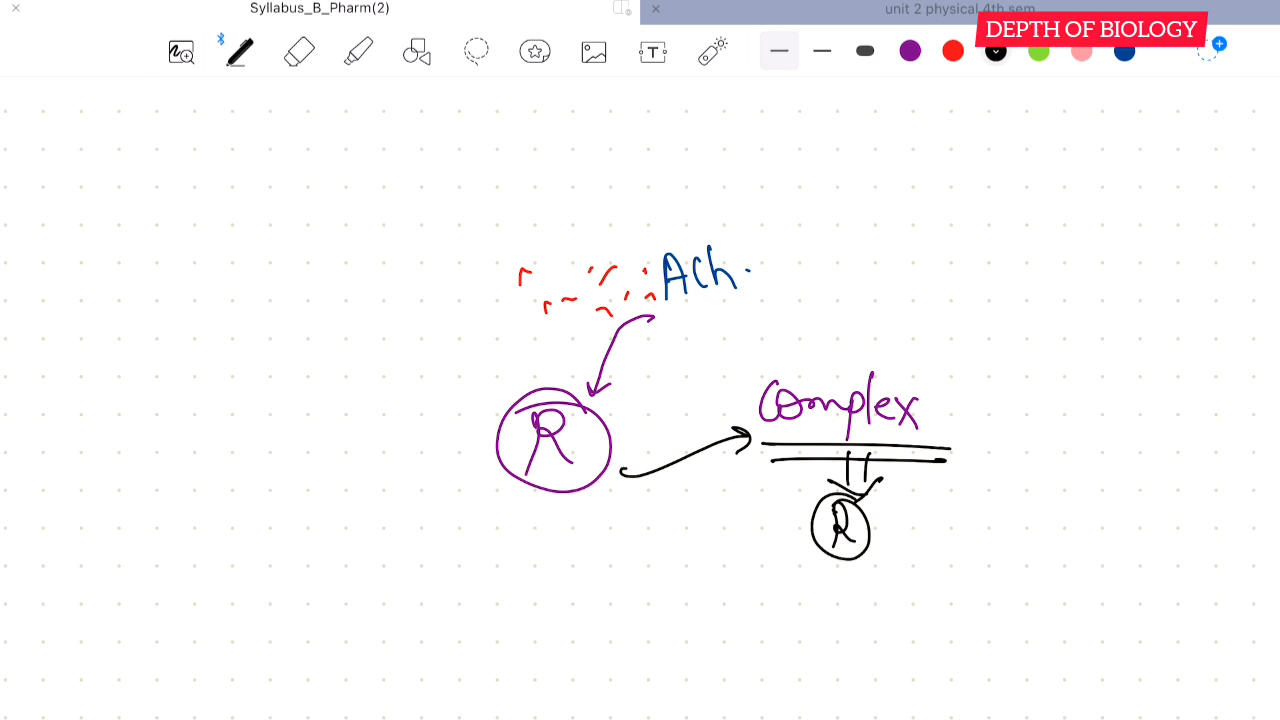 Syllabus_B_Pharm(2)
unit 2 physical 4th sem
DEPTH OF BIOLOGY
T
ACh.
R
Complex
R